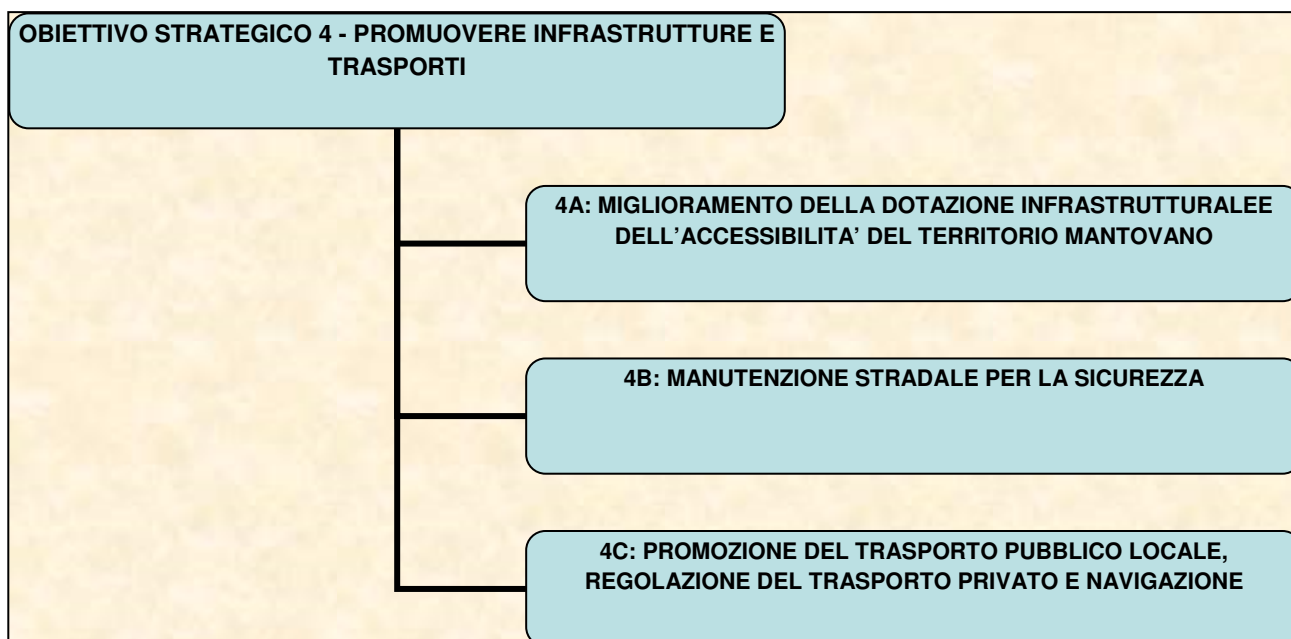 OBIETTIVO STRATEGICO 4 - PROMUOVERE INFRASTRUTTURE E
TRASPORTI
4A: MIGLIORAMENTO DELLA DOTAZIONE INFRASTRUTTURALEE
DELL’ACCESSIBILITA’ DEL TERRITORIO MANTOVANO
4B: MANUTENZIONE STRADALE PER LA SICUREZZA
4C: PROMOZIONE DEL TRASPORTO PUBBLICO LOCALE,
REGOLAZIONE DEL TRASPORTO PRIVATO E NAVIGAZIONE